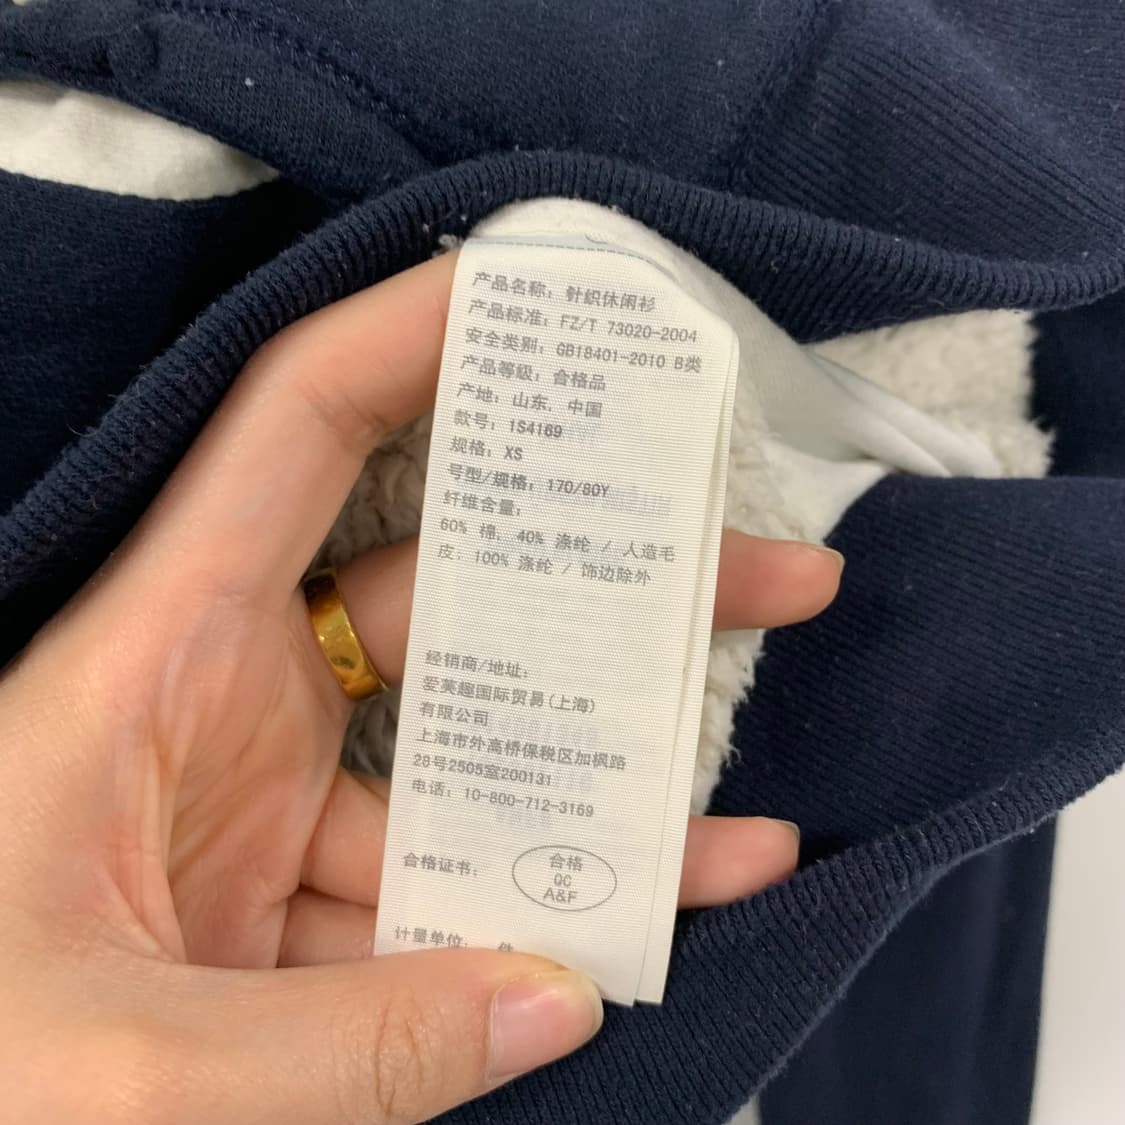 产品名称: 针织休闲衫
产品标准: FZ/T 73020-2004
安全类别: GB18401-2010 B类
产品等级: 合格品
产地: 山东, 中国
款号: 1S4169
规格: XS
号型/规格: 170/80Y
纤维含量:
60% 棉, 40% 涤纶 / 人造毛
皮: 100% 涤纶 / 饰边除外
经销商/地址:
爱芙趣国际贸易(上海)
有限公司
上海市外高桥保税区加枫路
28号2505室200131
电话: 10-800-712-3169
合格证书:
合格
QC
A&F
计量单位: 件